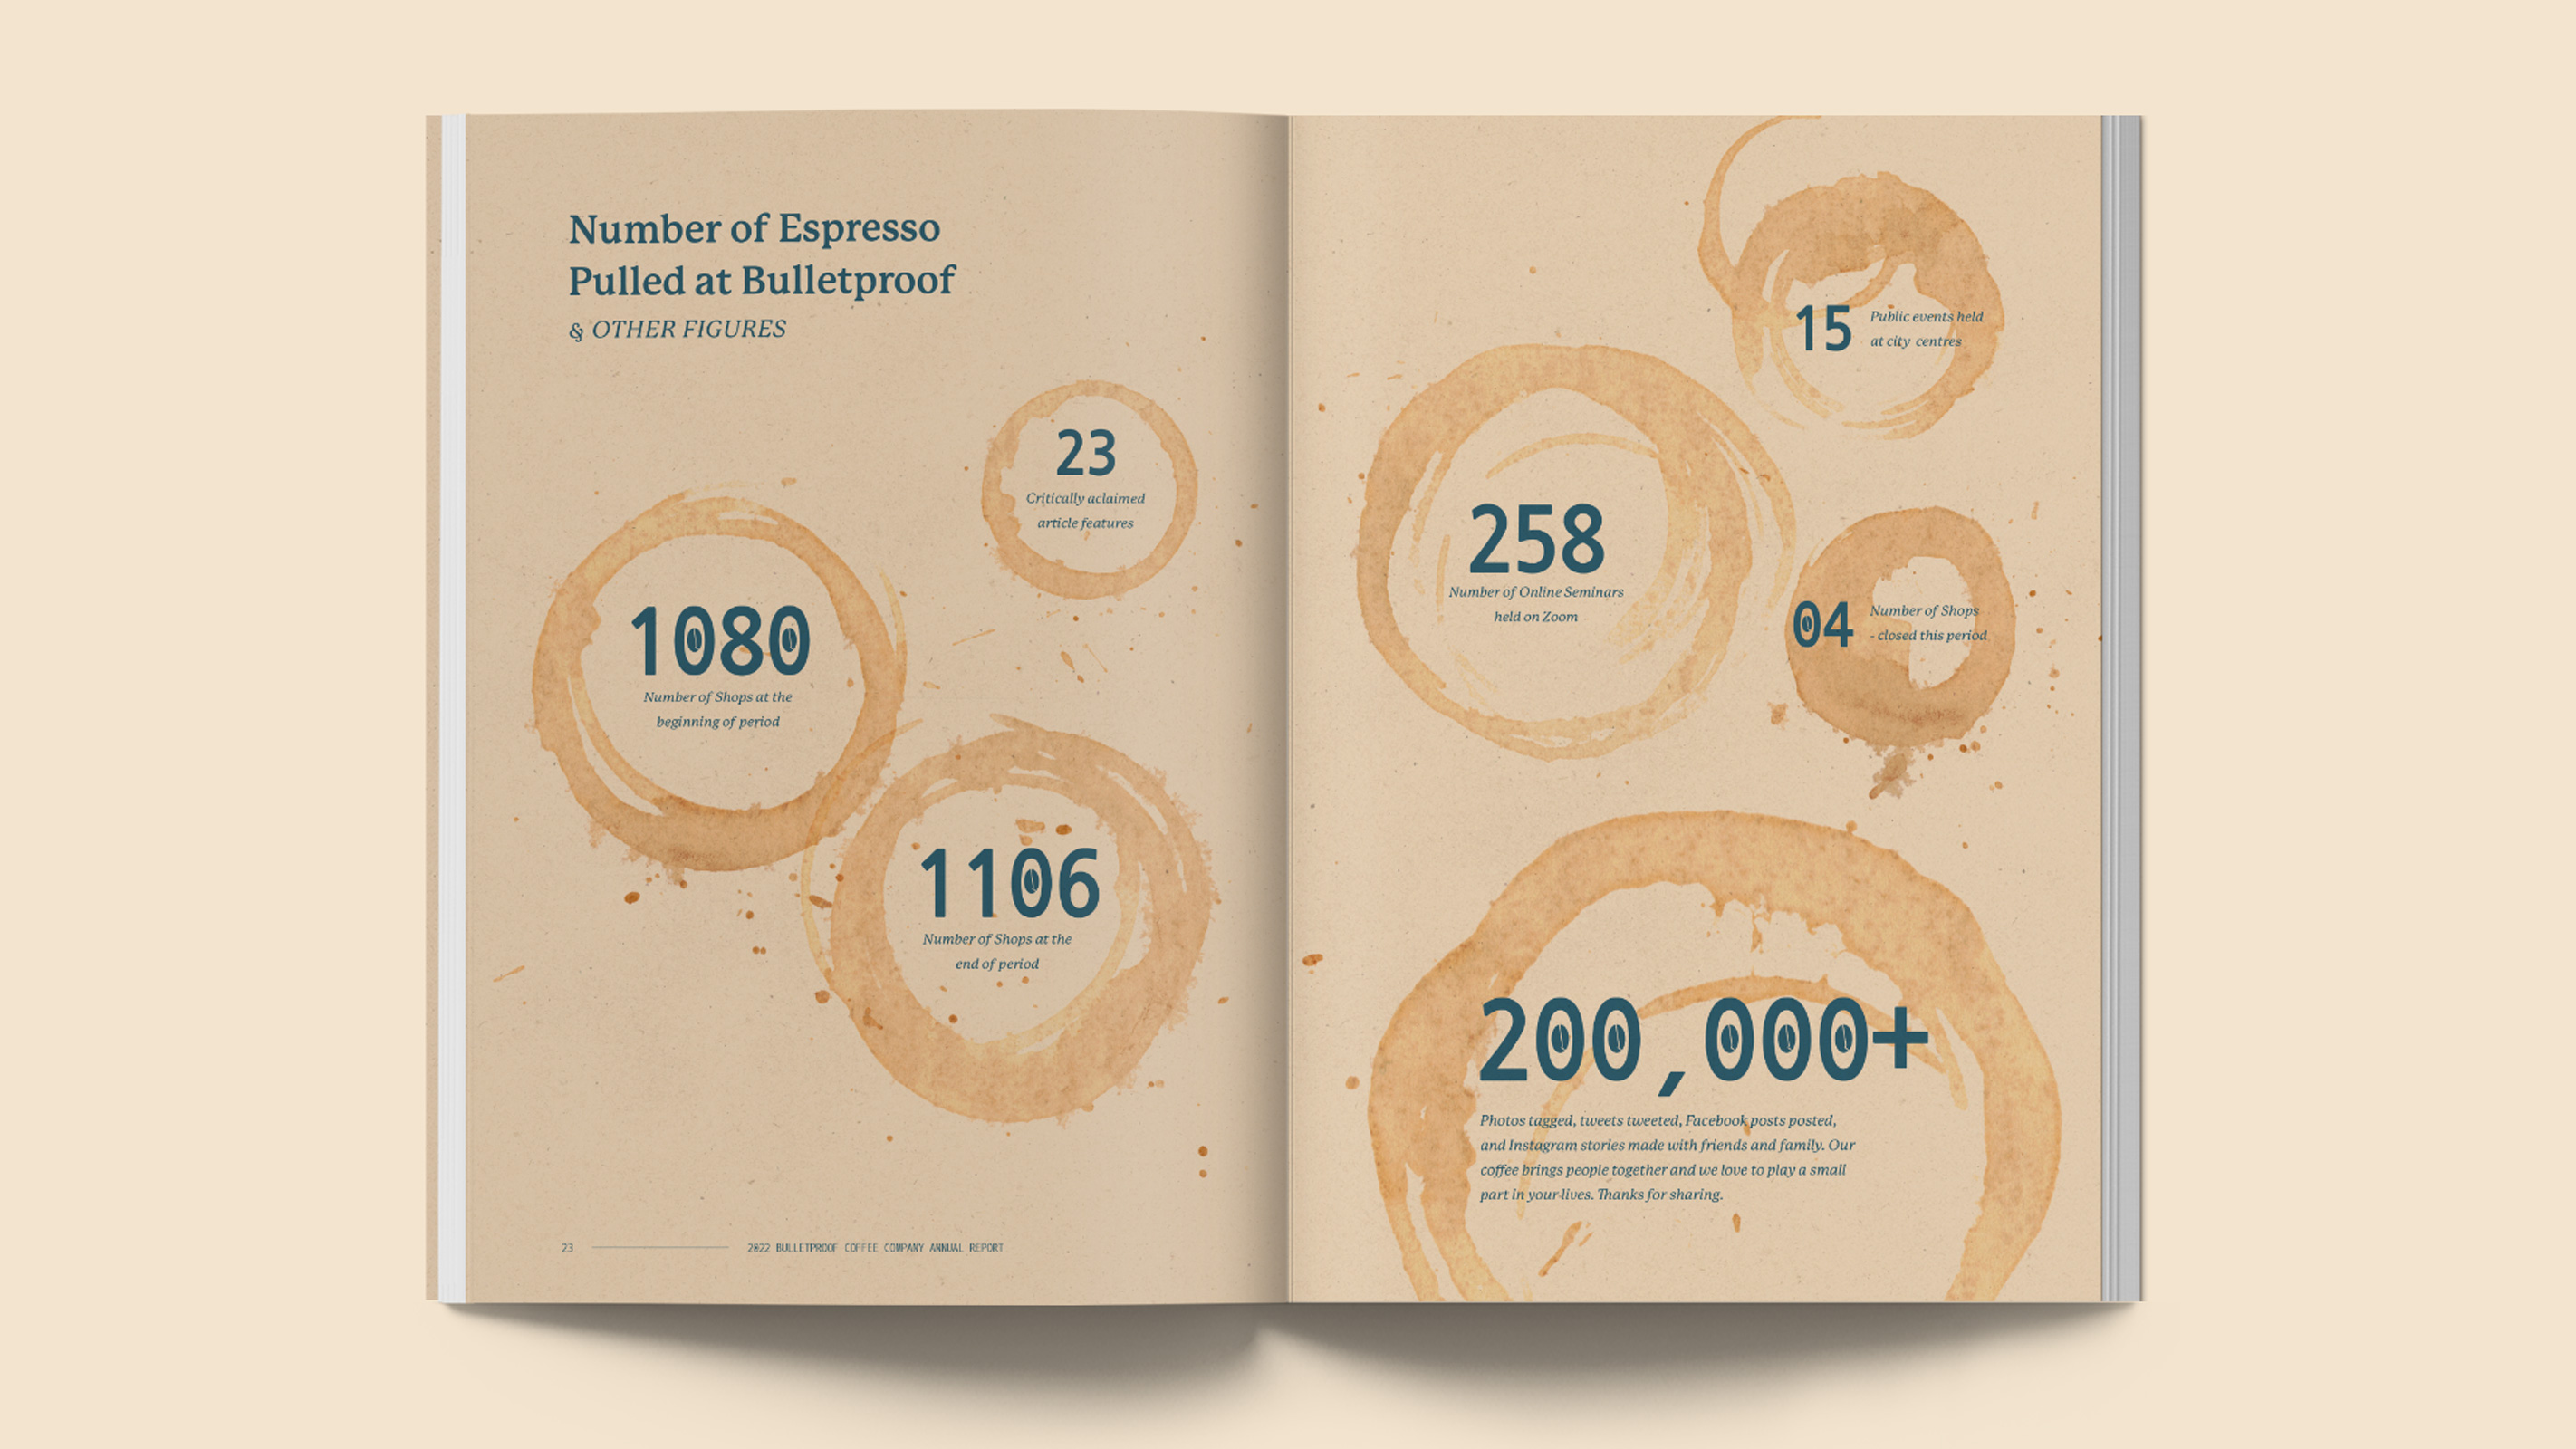 Number of Espresso
Pulled at Bulletproof
& OTHER FIGURES
23
Critically aclaimed
article features
1080
Number of Shops at the
beginning of period
1106
Number of Shops at the
end of period
23
2022 BULLETPROOF COFFEE COMPANY ANNUAL REPORT
15
Public events held
at city centres
258
Number of Online Seminars
held on Zoom
04
Number of Shops
- closed this period
200,000+
Photos tagged, tweets tweeted, Facebook posts posted,
and Instagram stories made with friends and family. Our
coffee brings people together and we love to play a small
part in your lives. Thanks for sharing.